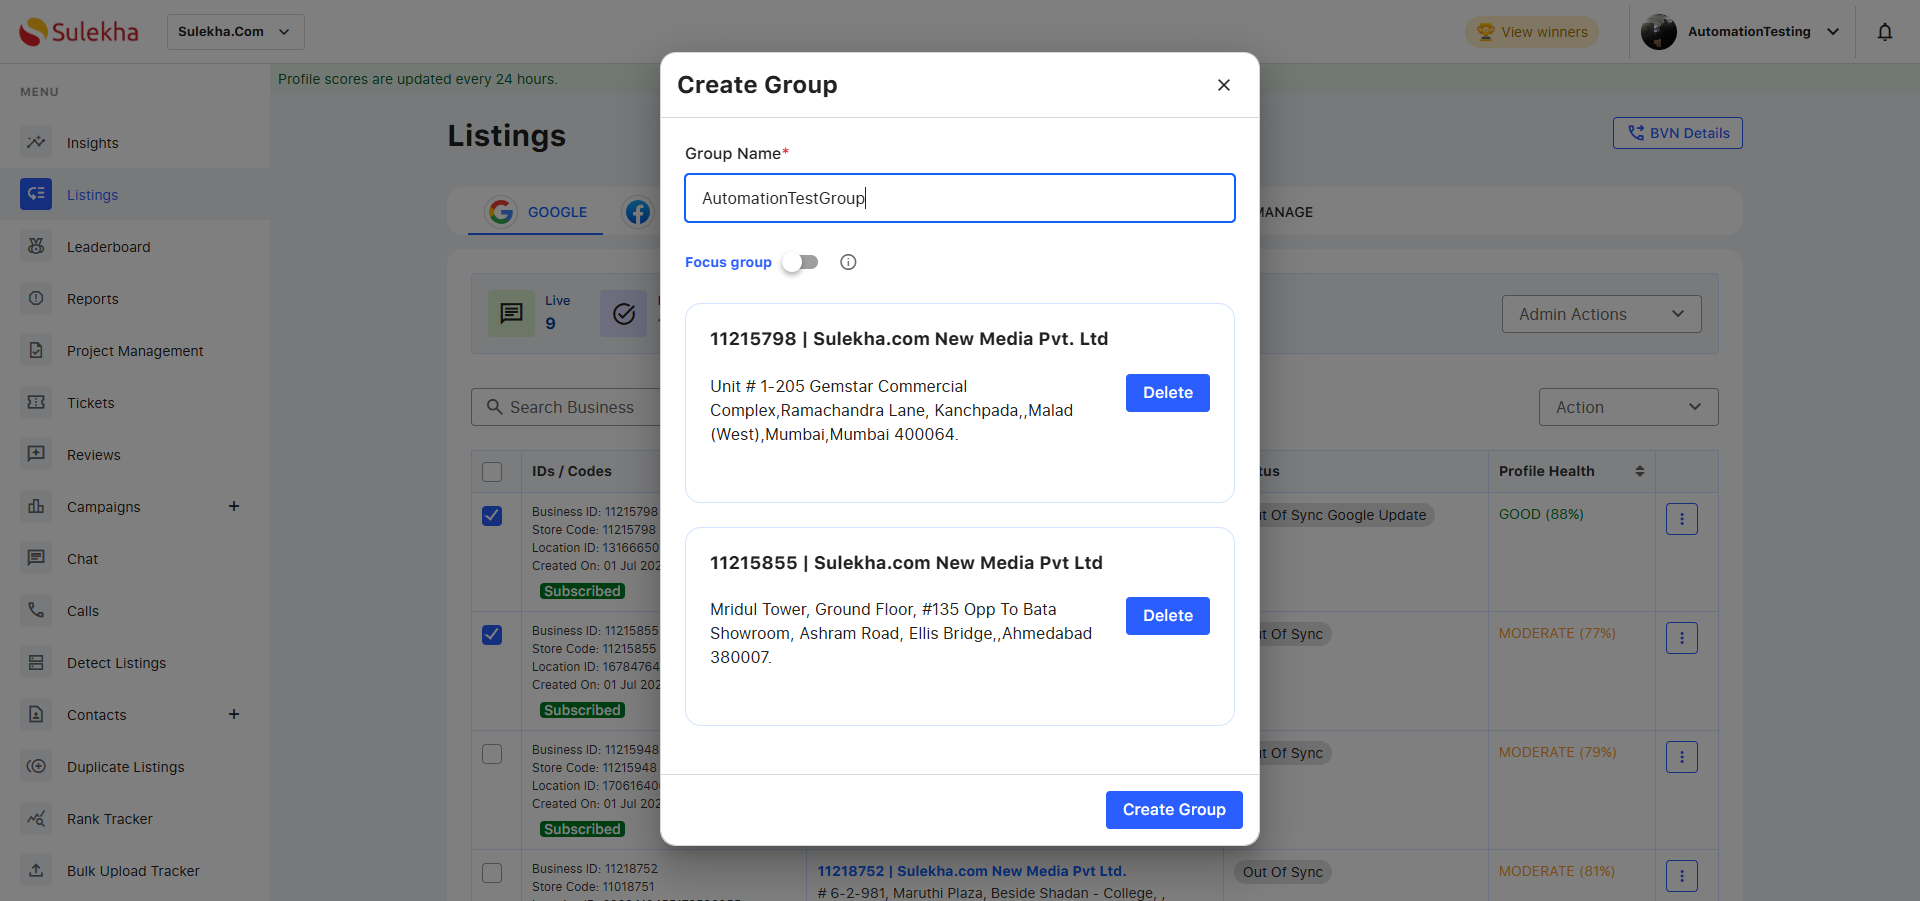 Sulekha
Sulekha.Com
View winners
AutomationTesting
Profile scores are updated every 24 hours.
MENU
Insights
Listings
Leaderboard
Reports
Project Management
Tickets
Reviews
Campaigns +
Chat
Calls
Detect Listings
Contacts +
Duplicate Listings
Rank Tracker
Bulk Upload Tracker
Listings
BVN Details
GOOGLE
MANAGE
Live
9
Admin Actions
Search Business
Action
IDs / Codes
Profile Health
Business ID: 11215798
Store Code: 11215798
Location ID: 13166650
Created On: 01 Jul 202
Subscribed
ut Of Sync Google Update
GOOD (88%)
Business ID: 11215855
Store Code: 11215855
Location ID: 16784764
Created On: 01 Jul 202
Subscribed
ut Of Sync
MODERATE (77%)
Business ID: 11215948
Store Code: 11215948
Location ID: 17061640
Created On: 01 Jul 202
Subscribed
ut Of Sync
MODERATE (79%)
Business ID: 11218752
Store Code: 11018751
11218752 | Sulekha.com New Media Pvt Ltd.
# 6-2-981, Maruthi Plaza, Beside Shadan - College, ,
Out Of Sync
MODERATE (81%)
Create Group
Group Name*
AutomationTestGroup
Focus group
11215798 | Sulekha.com New Media Pvt. Ltd
Unit # 1-205 Gemstar Commercial
Complex,Ramachandra Lane, Kanchpada,,Malad
(West),Mumbai,Mumbai 400064.
Delete
11215855 | Sulekha.com New Media Pvt Ltd
Mridul Tower, Ground Floor, #135 Opp To Bata
Showroom, Ashram Road, Ellis Bridge,,Ahmedabad
380007.
Delete
Create Group